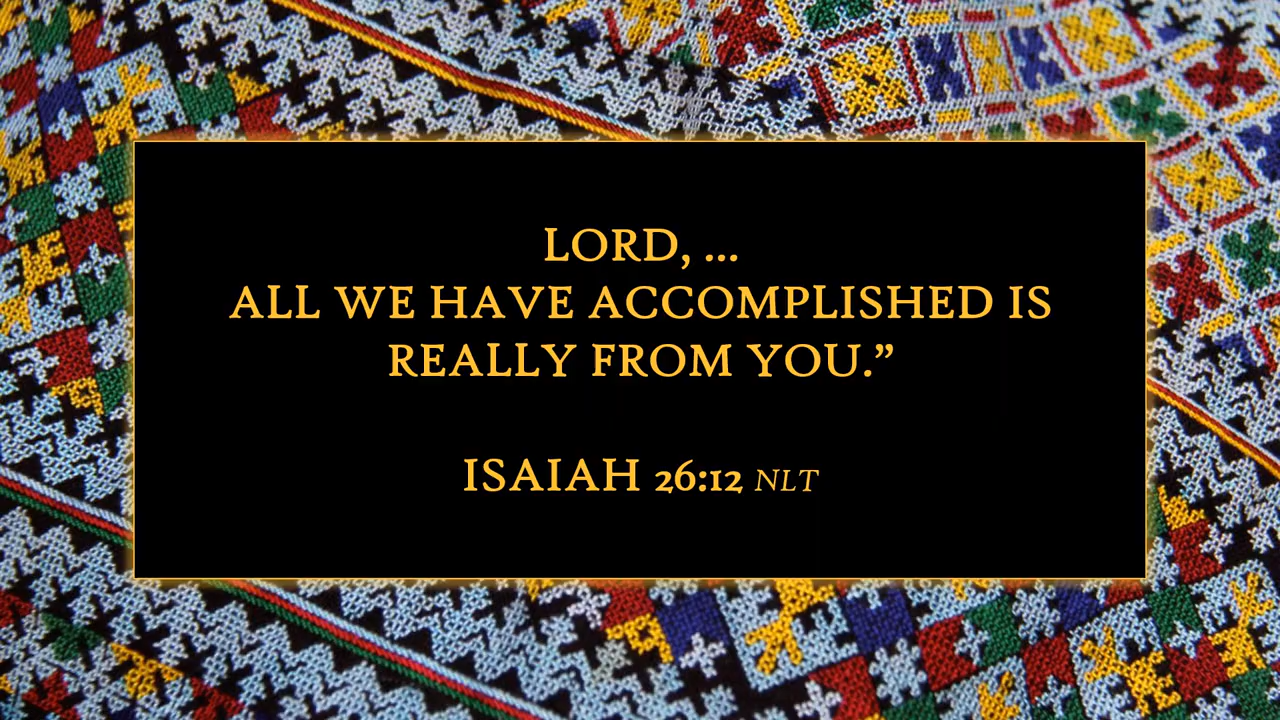 LORD, ...
ALL WE HAVE ACCOMPLISHED IS
REALLY FROM YOU.”
ISAIAH 26:12 NLT